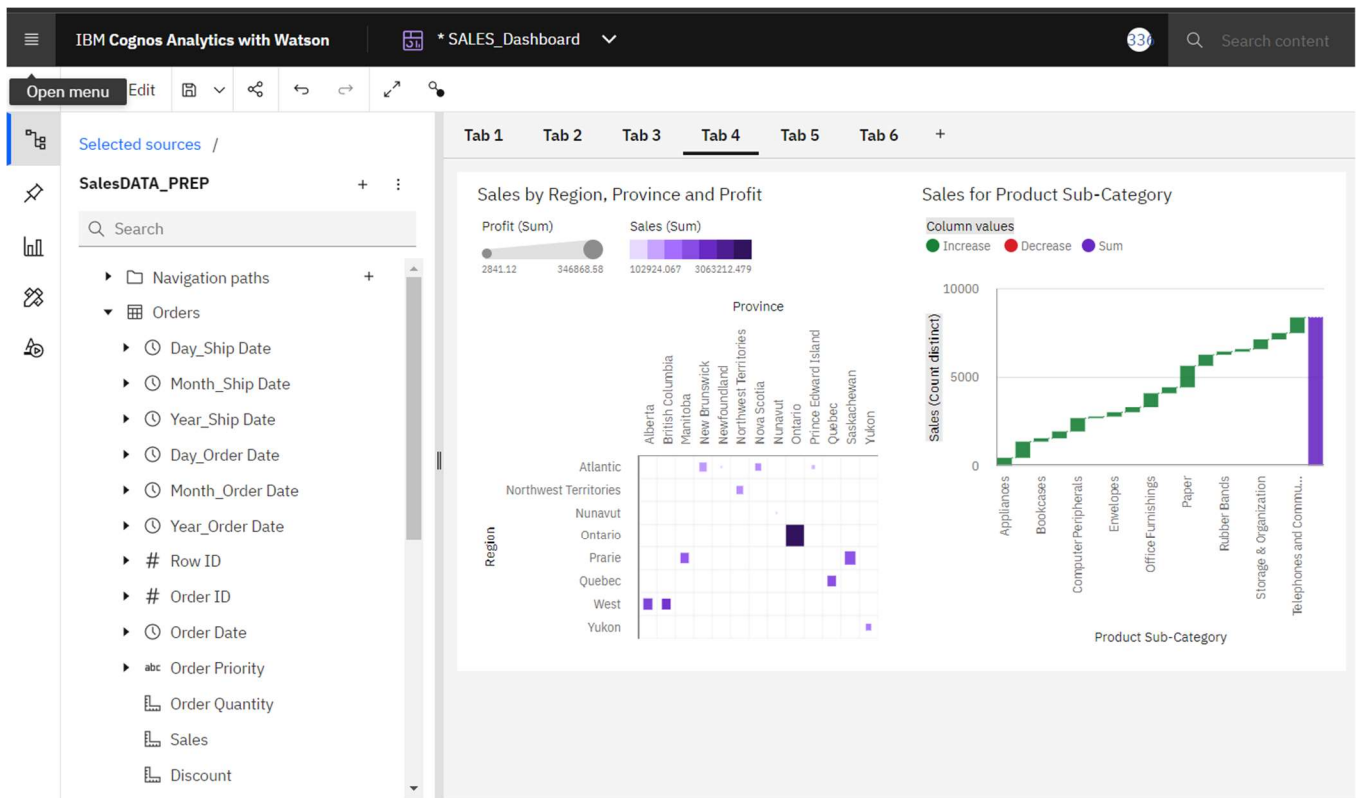 IBM Cognos Analytics with Watson
* SALES_Dashboard
336
Search content
Open menu
Edit
Selected sources /
SalesDATA_PREP
Search
Navigation paths
Orders
Day_Ship Date
Month_Ship Date
Year_Ship Date
Day_Order Date
Month_Order Date
Year_Order Date
# Row ID
# Order ID
Order Date
abc Order Priority
Order Quantity
Sales
Discount
Tab 1 Tab 2 Tab 3 Tab 4 Tab 5 Tab 6 +
Sales by Region, Province and Profit
Profit (Sum)
2841.12 346868.58
Sales (Sum)
102924.067 3063212.479
Province
Alberta
British Columbia
Manitoba
New Brunswick
Newfoundland
Northwest Territories
Nova Scotia
Nunavut
Ontario
Prince Edward Island
Quebec
Saskachewan
Yukon
Region
Atlantic
Northwest Territories
Nunavut
Ontario
Prarie
Quebec
West
Yukon
Sales for Product Sub-Category
Column values
Increase Decrease Sum
Sales (Count distinct)
10000
5000
0
Appliances
Bookcases
Computer Peripherals
Envelopes
Office Furnishings
Paper
Rubber Bands
Storage & Organization
Telephones and Commu...
Product Sub-Category